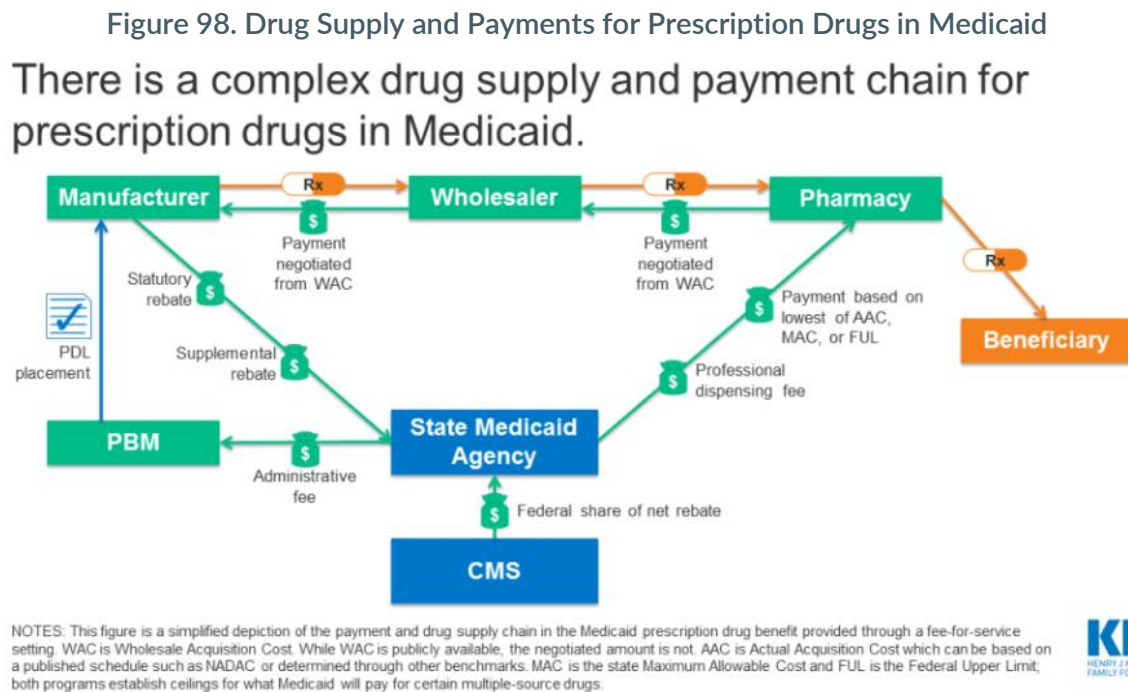 Figure 98. Drug Supply and Payments for Prescription Drugs in Medicaid
There is a complex drug supply and payment chain for
prescription drugs in Medicaid.
Manufacturer
Rx
Wholesaler
Rx
Pharmacy
$
Payment
negotiated
from WAC
$
Payment
negotiated
from WAC
Rx
Statutory
rebate
$
Payment based on
lowest of AAC,
MAC, or FUL
$
Beneficiary
PDL
placement
Supplemental
rebate
$
Professional
dispensing fee
$
PBM
State Medicaid
Agency
$
Administrative
fee
$
Federal share of net rebate
CMS
NOTES: This figure is a simplified depiction of the payment and drug supply chain in the Medicaid prescription drug benefit provided through a fee-for-service
setting. WAC is Wholesale Acquisition Cost. While WAC is publicly available, the negotiated amount is not. AAC is Actual Acquisition Cost which can be based on
a published schedule such as NADAC or determined through other benchmarks. MAC is the state Maximum Allowable Cost and FUL is the Federal Upper Limit;
both programs establish ceilings for what Medicaid will pay for certain multiple-source drugs.
HENRY J
FAMILY FO